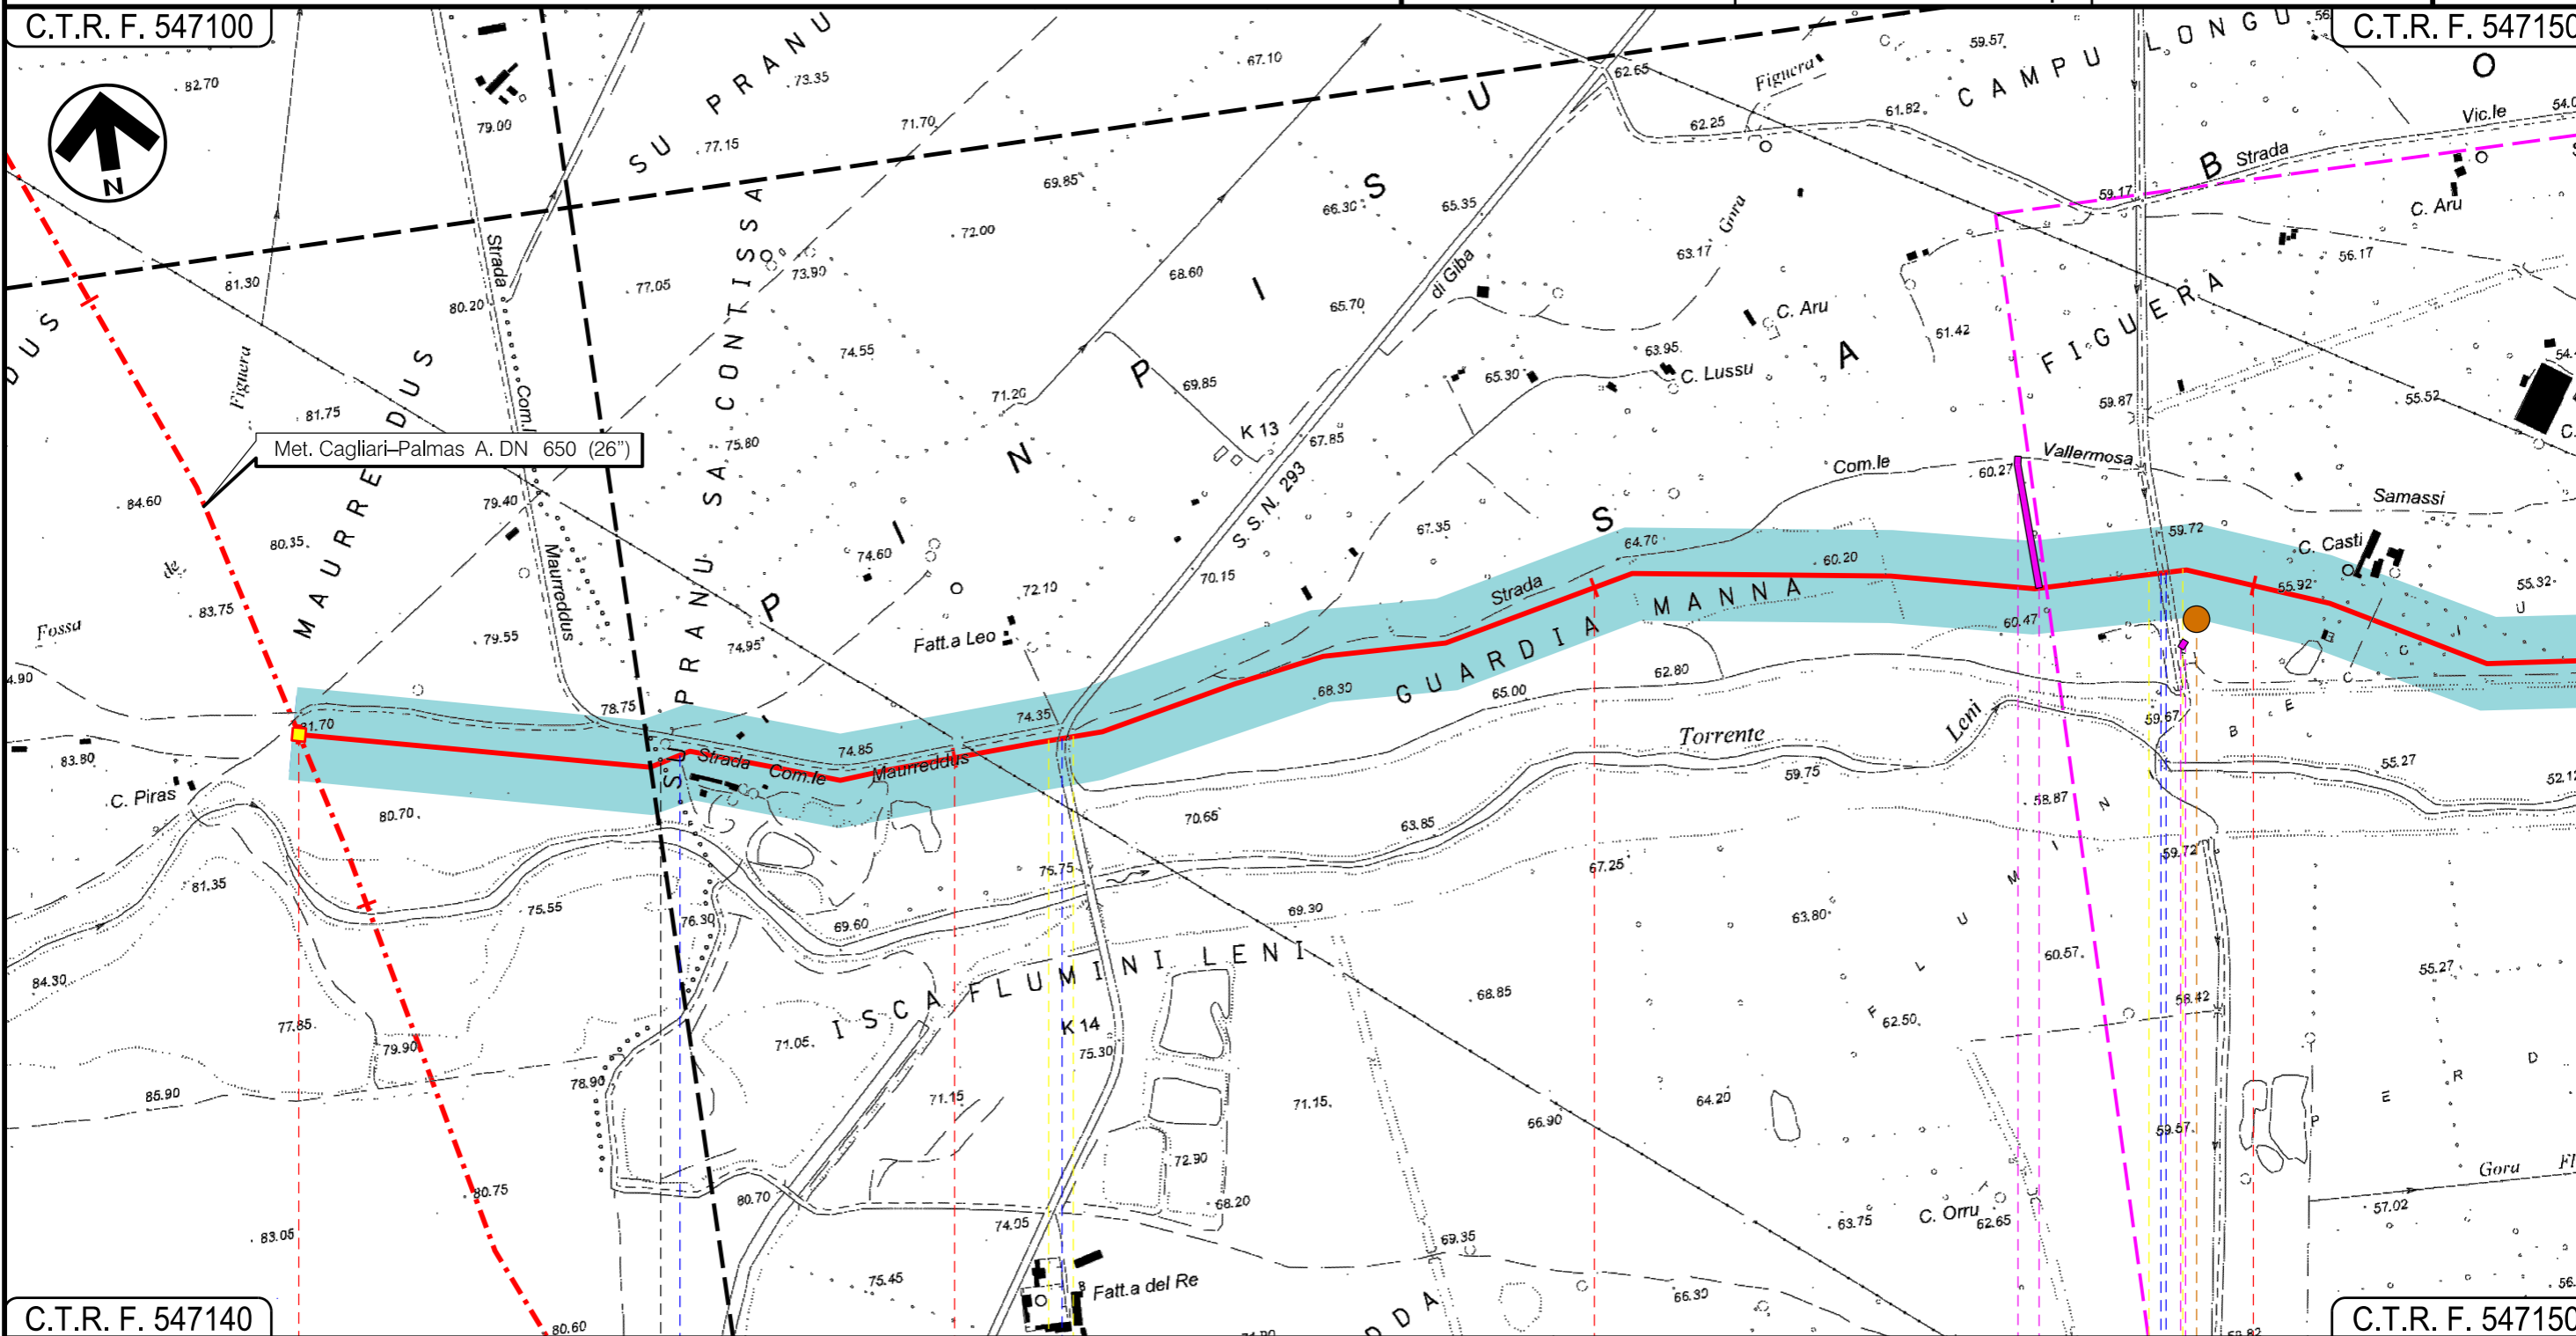 C.T.R. F. 547100
C.T.R. F. 547150
N
82.70
79.00
SU PRANU
73.35
77.15
71.70
67.10
69.85
72.00
66.30
65.35
62.65
62.25
Figuera
59.57
61.82
CAMPU LONGU
Strada
Vic.le
59.17
C. Aru
56.17
81.30
80.20
Strada
Com.le
Maurreddus
77.05
73.90
68.60
65.70
di Giba
63.17
Gora
C. Aru
61.42
FIGUERA
DUS
Figuera
de
Fossu
81.75
74.55
71.20
69.85
65.30
63.95
C. Lussu
59.87
55.52
Met. Cagliari–Palmas A. DN 650 (26")
MAURREDDUS
SU PRANU SA CONTISSA
75.80
K 13
67.85
S.S. N. 293
Com.le
60.27
Vallermosa
Samassi
84.60
79.40
80.35
74.60
67.35
70.15
72.10
PIANPISUS
64.70
60.20
59.72
C. Casti
55.92
55.32
83.75
79.55
74.95
Fatt.a Leo
Strada
MANNA
GUARDIA
60.47
4.90
81.70
78.75
74.85
74.35
68.30
65.00
62.80
Strada Com.le Maurreddus
Torrente Leni
59.67
83.80
C. Piras
80.70
70.65
63.85
59.75
58.87
55.27
81.35
75.55
76.30
69.60
75.75
69.30
67.25
63.80
59.72
84.30
ISCA FLUMINI LENI
68.85
60.57
55.27
77.85
79.90
71.05
K 14
75.30
62.50
58.42
FLUMINI
85.90
78.90
71.15
71.15
66.90
64.20
59.57
80.75
80.70
72.90
68.20
74.05
63.75
C. Orru
62.65
57.02
Gora
83.05
69.35
75.45
Fatt.a del Re
66.30
80.60
C.T.R. F. 547140
C.T.R. F. 547150